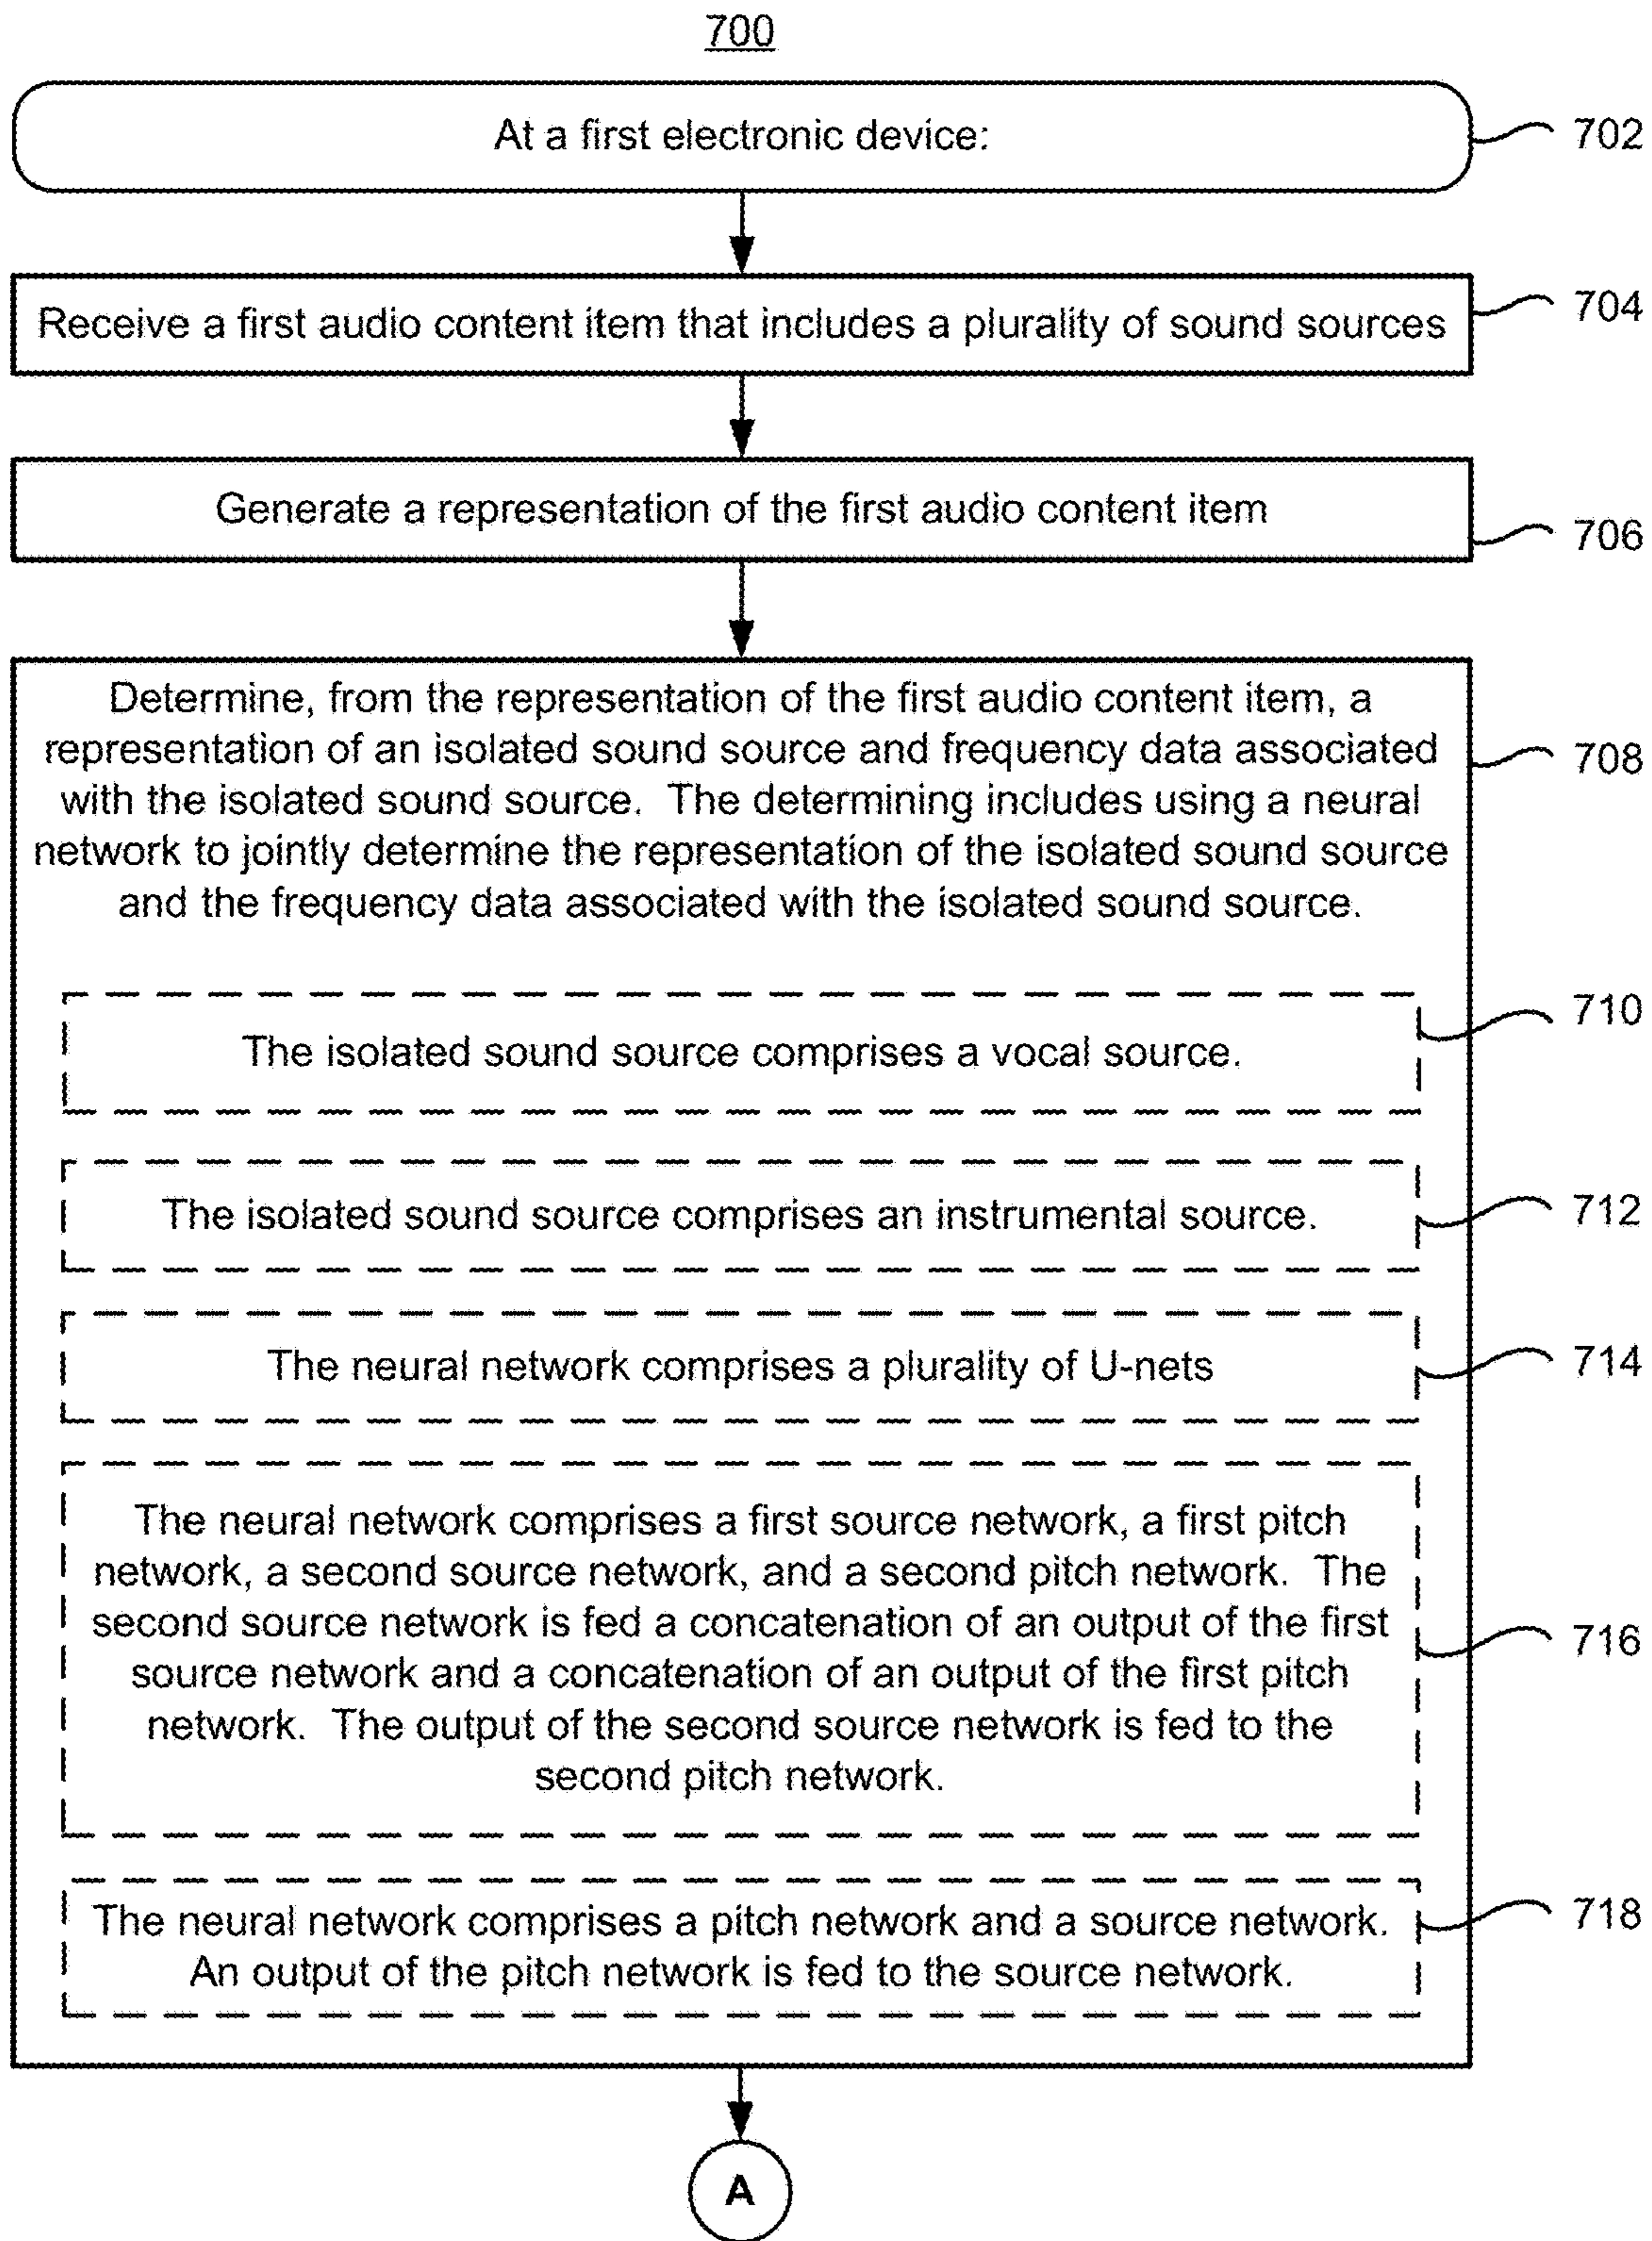 700
At a first electronic device:
702
Receive a first audio content item that includes a plurality of sound sources
704
Generate a representation of the first audio content item
706
Determine, from the representation of the first audio content item, a
representation of an isolated sound source and frequency data associated
with the isolated sound source.  The determining includes using a neural
network to jointly determine the representation of the isolated sound source
and the frequency data associated with the isolated sound source.
708
The isolated sound source comprises a vocal source.
710
The isolated sound source comprises an instrumental source.
712
The neural network comprises a plurality of U-nets
714
The neural network comprises a first source network, a first pitch
network, a second source network, and a second pitch network.  The
second source network is fed a concatenation of an output of the first
source network and a concatenation of an output of the first pitch
network.  The output of the second source network is fed to the
second pitch network.
716
The neural network comprises a pitch network and a source network.
An output of the pitch network is fed to the source network.
718
A